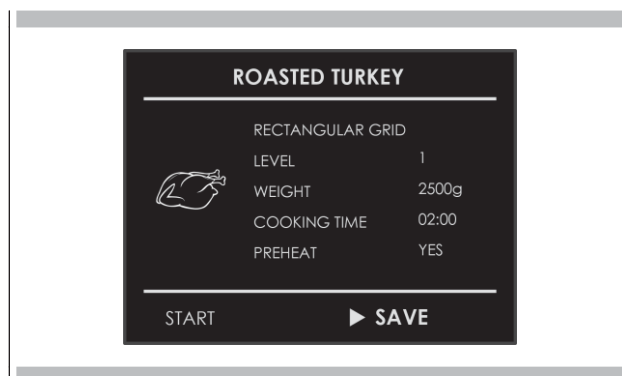 ROASTED TURKEY
RECTANGULAR GRID
LEVEL 1
WEIGHT 2500g
COOKING TIME 02:00
PREHEAT YES
START ▶ SAVE